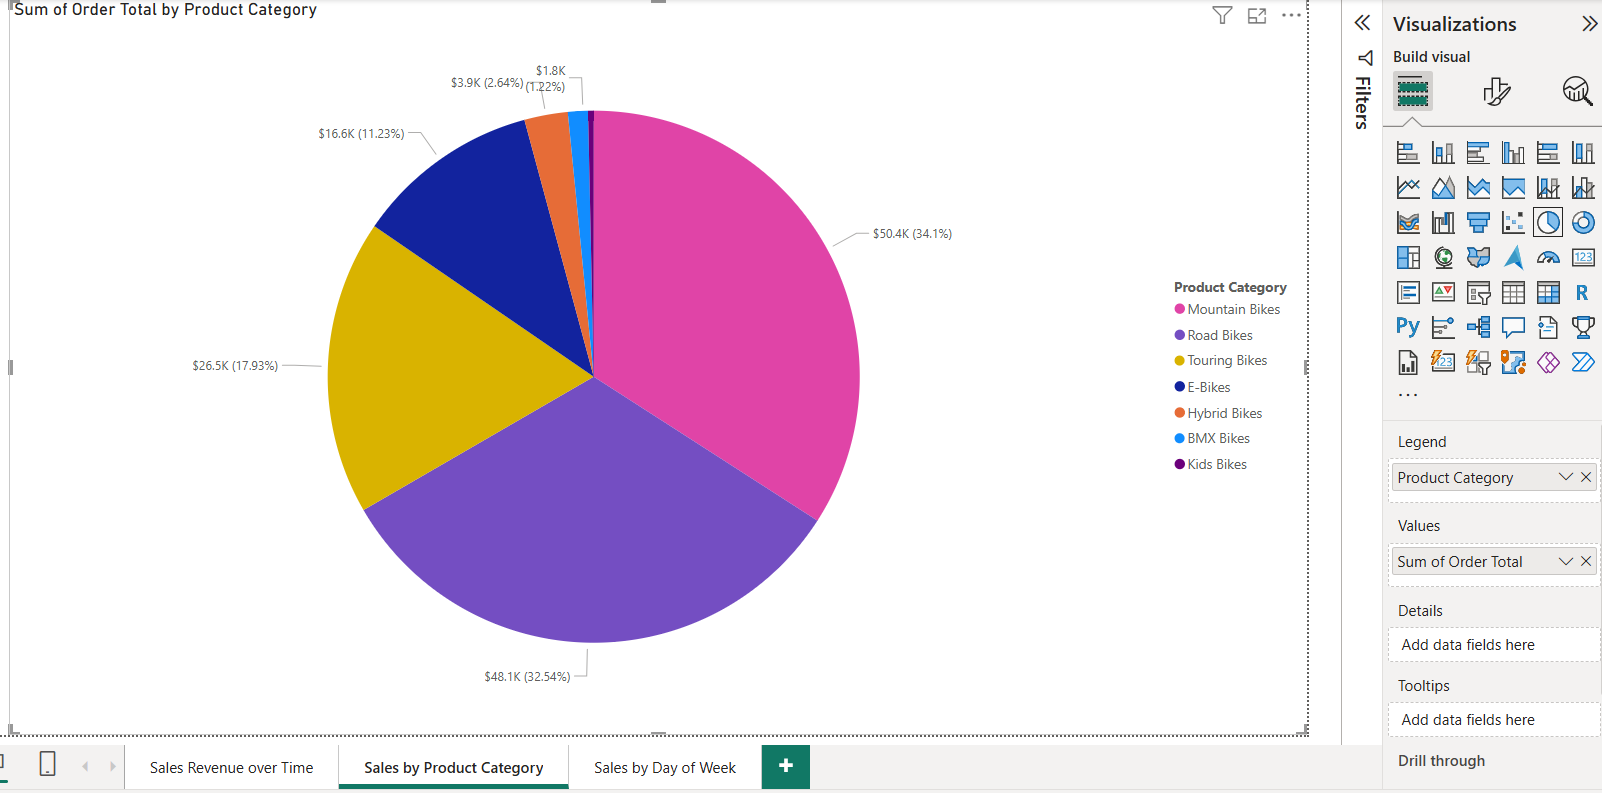 Sum of Order Total by Product Category
$1.8K
(1.22%)
$3.9K (2.64%)
$16.6K (11.23%)
$50.4K (34.1%)
$26.5K (17.93%)
$48.1K (32.54%)
Product Category
Mountain Bikes
Road Bikes
Touring Bikes
E-Bikes
Hybrid Bikes
BMX Bikes
Kids Bikes
Filters
Visualizations
Build visual
123
R
Py
123
Legend
Product Category
Values
Sum of Order Total
Details
Add data fields here
Tooltips
Add data fields here
Drill through
Sales Revenue over Time
Sales by Product Category
Sales by Day of Week